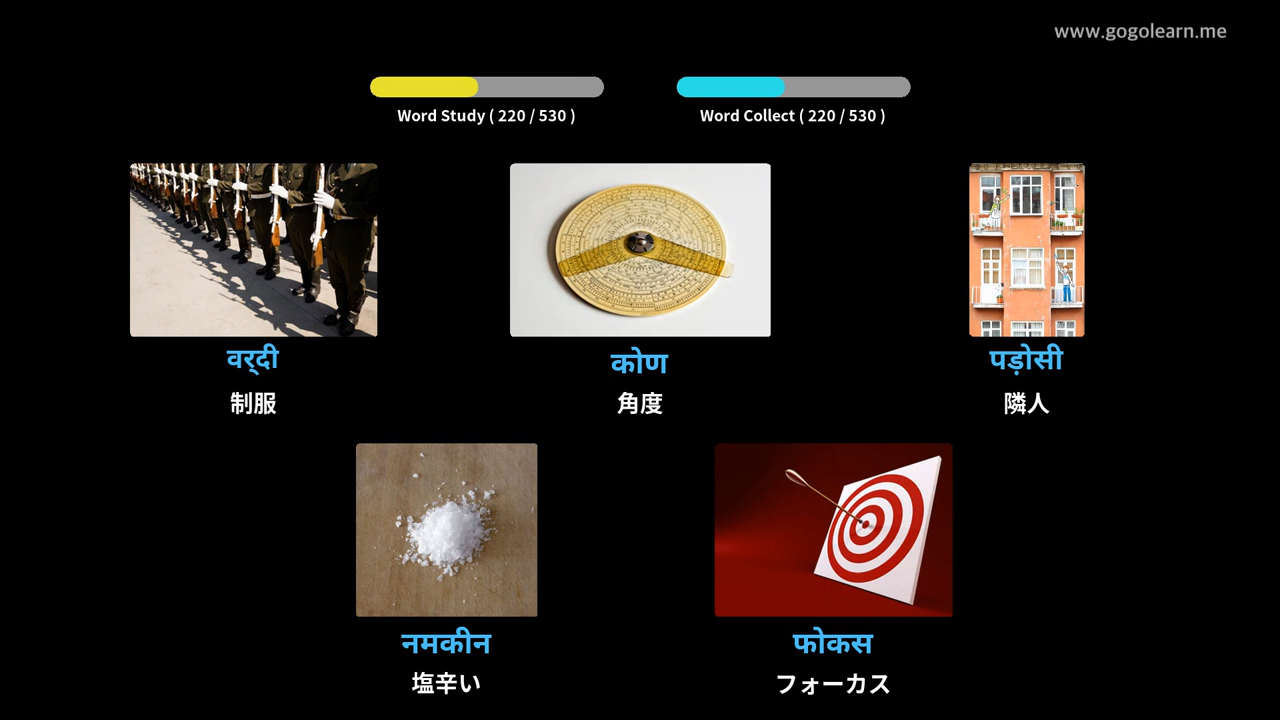 www.gogolearn.me
Word Study ( 220 / 530 )
Word Collect ( 220 / 530 )
वर्‌दी
कोण
पड़ोसी
制服
角度
隣人
नमकीन
फोकस
塩辛い
フォーカス